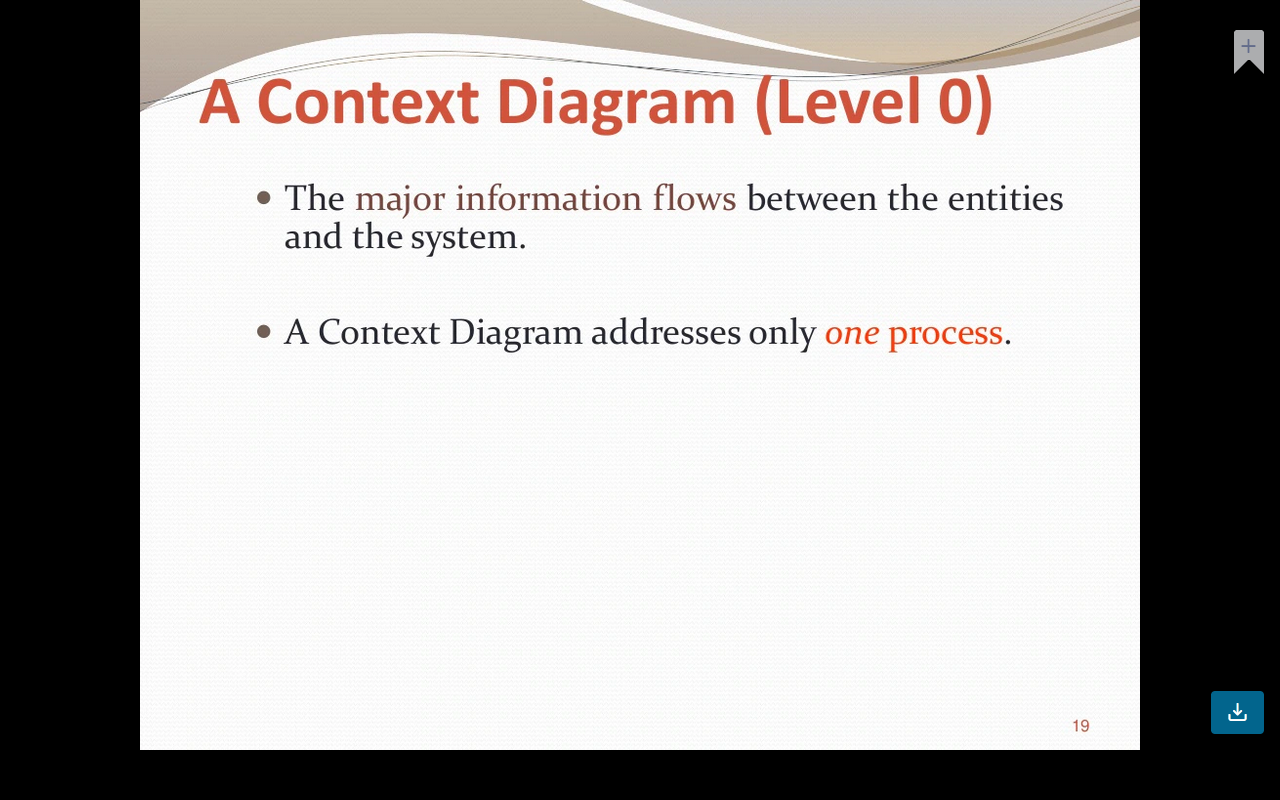 A Context Diagram (Level 0)
• The major information flows between the entities
and the system.
• A Context Diagram addresses only one process.
19